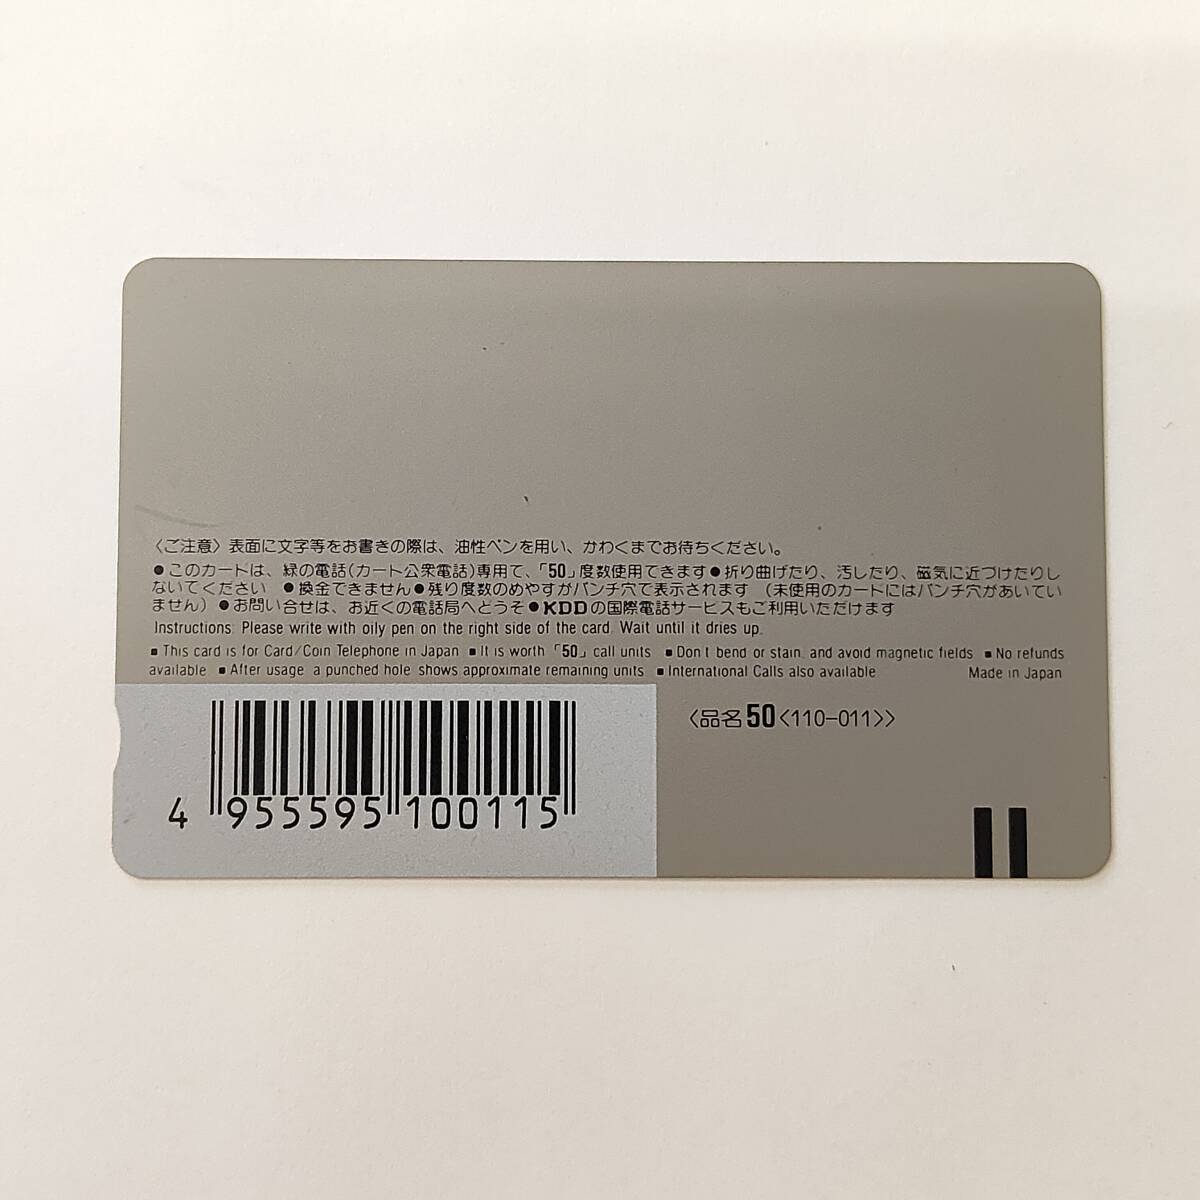 〈ご注意〉表面に文字等をお書きの際は、油性ペンを用い、かわくまでお待ちください。
●このカードは、緑の電話(カード公衆電話)専用で、「50」度数使用できます●折り曲げたり、汚したり、磁気に近づけたりし
ないでください ●換金できません●残り度数のめやすがパンチ穴で表示されます (未使用のカードにはパンチ穴があいてい
ません)●お問い合せは、お近くの電話局へどうぞ●KDDの国際電話サービスもご利用いただけます
Instructions: Please write with oily pen on the right side of the card. Wait until it dries up.
■This card is for Card/Coin Telephone in Japan ■It is worth「50」call units ■Don't bend or stain, and avoid magnetic fields ■No refunds
available ■After usage, a punched hole shows approximate remaining units ■International Calls also available Made in Japan
〈品名50<110-011>〉
4 955595 100115